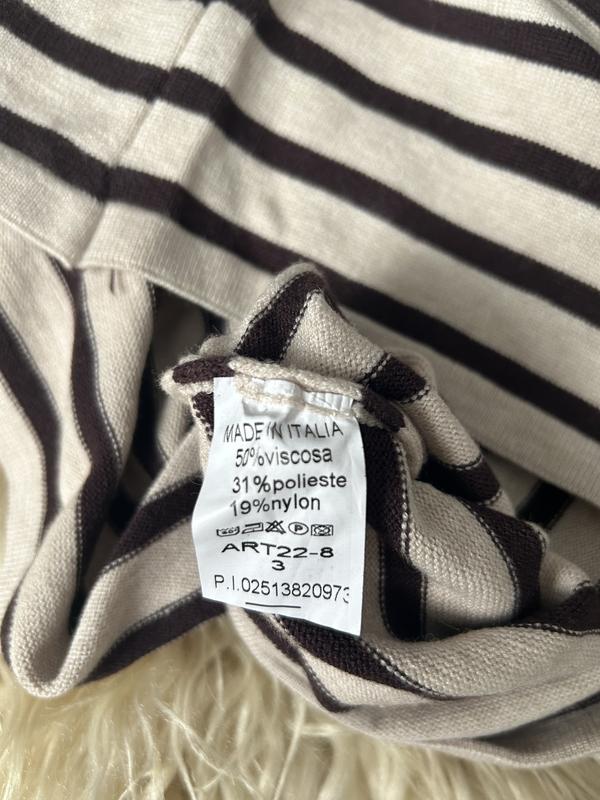 MADE IN ITALIA
50%viscosa
31%polieste
19%nylon
ART22-8
3
P.I.02513820973